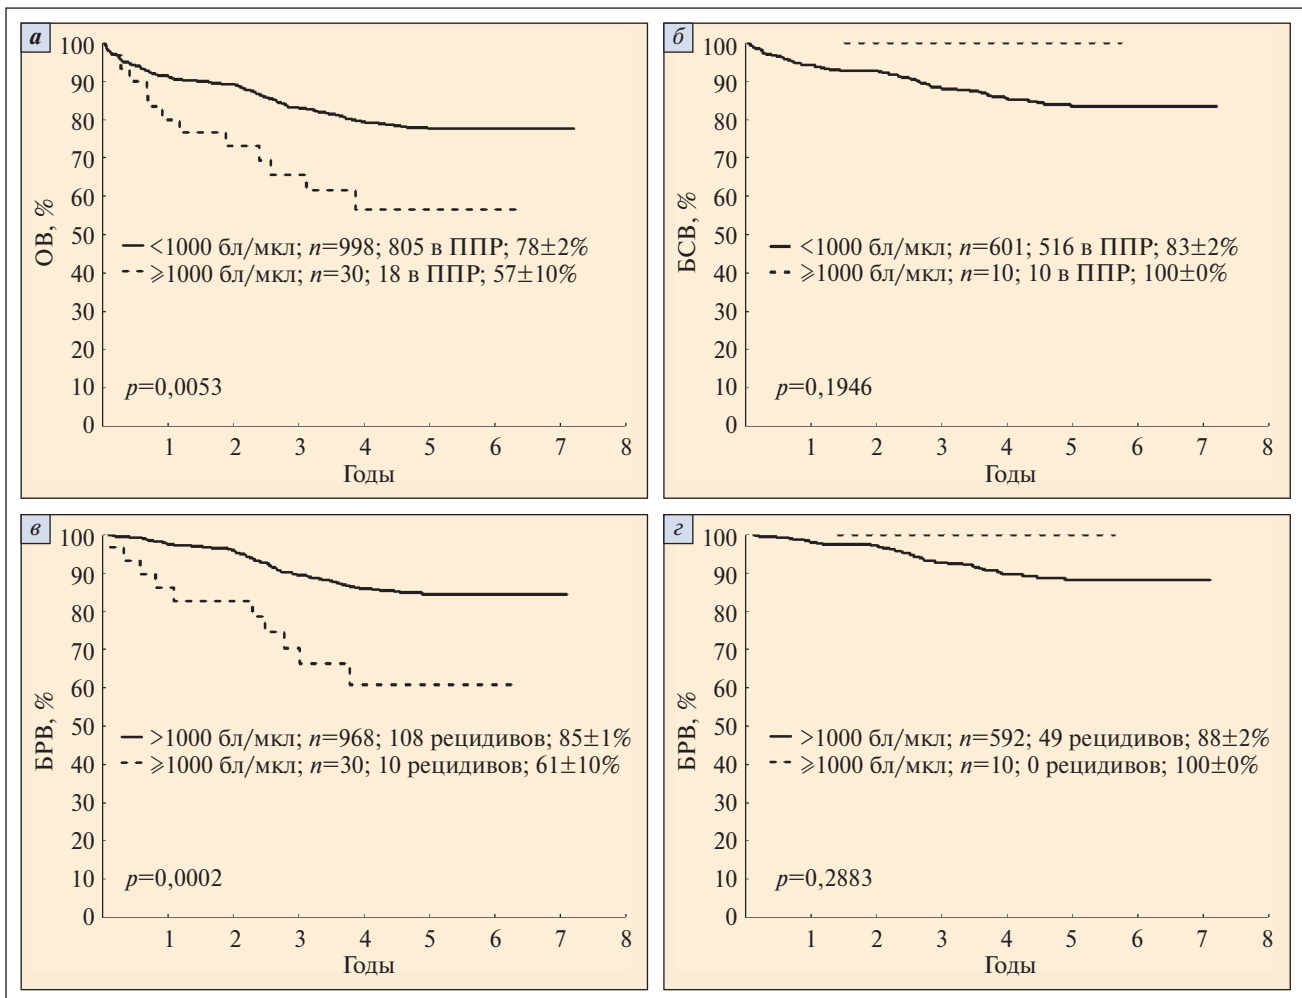 а
100
90
80
70
60
50
40
30
20
10
0
ОВ, %
<1000 бл/мкл; n=998; 805 в ППР; 78±2%
⩾1000 бл/мкл; n=30; 18 в ППР; 57±10%
p=0,0053
1 2 3 4 5 6 7 8
Годы
б
100
90
80
70
60
50
40
30
20
10
0
БСВ, %
<1000 бл/мкл; n=601; 516 в ППР; 83±2%
⩾1000 бл/мкл; n=10; 10 в ППР; 100±0%
p=0,1946
1 2 3 4 5 6 7 8
Годы
в
100
90
80
70
60
50
40
30
20
10
0
БРВ, %
>1000 бл/мкл; n=968; 108 рецидивов; 85±1%
⩾1000 бл/мкл; n=30; 10 рецидивов; 61±10%
p=0,0002
1 2 3 4 5 6 7 8
Годы
г
100
90
80
70
60
50
40
30
20
10
0
БРВ, %
>1000 бл/мкл; n=592; 49 рецидивов; 88±2%
⩾1000 бл/мкл; n=10; 0 рецидивов; 100±0%
p=0,2883
1 2 3 4 5 6 7 8
Годы